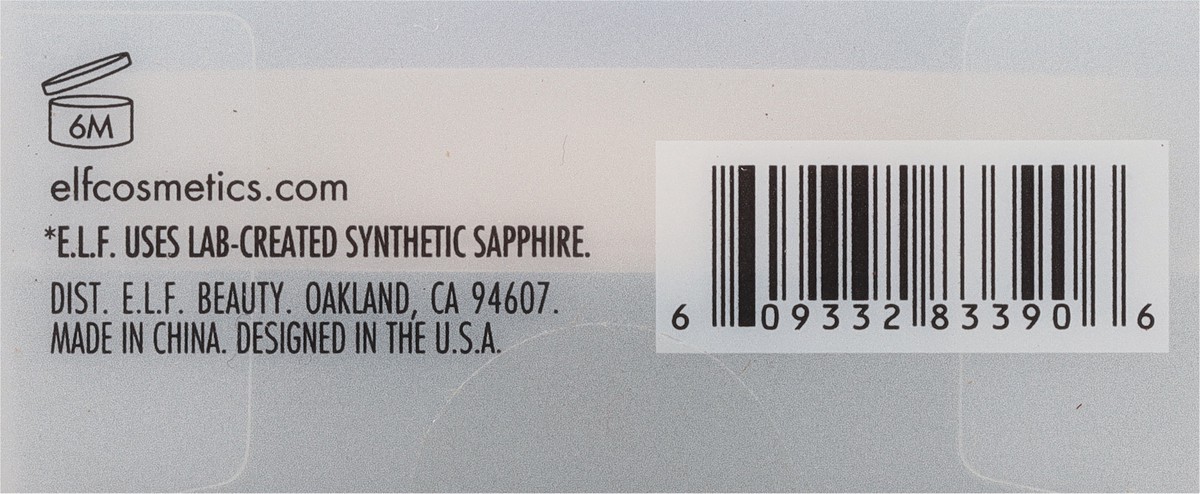 6M
elfcosmetics.com
*E.L.F. USES LAB-CREATED SYNTHETIC SAPPHIRE.
DIST. E.L.F. BEAUTY. OAKLAND, CA 94607.
MADE IN CHINA. DESIGNED IN THE U.S.A.
6 09332 83390 6